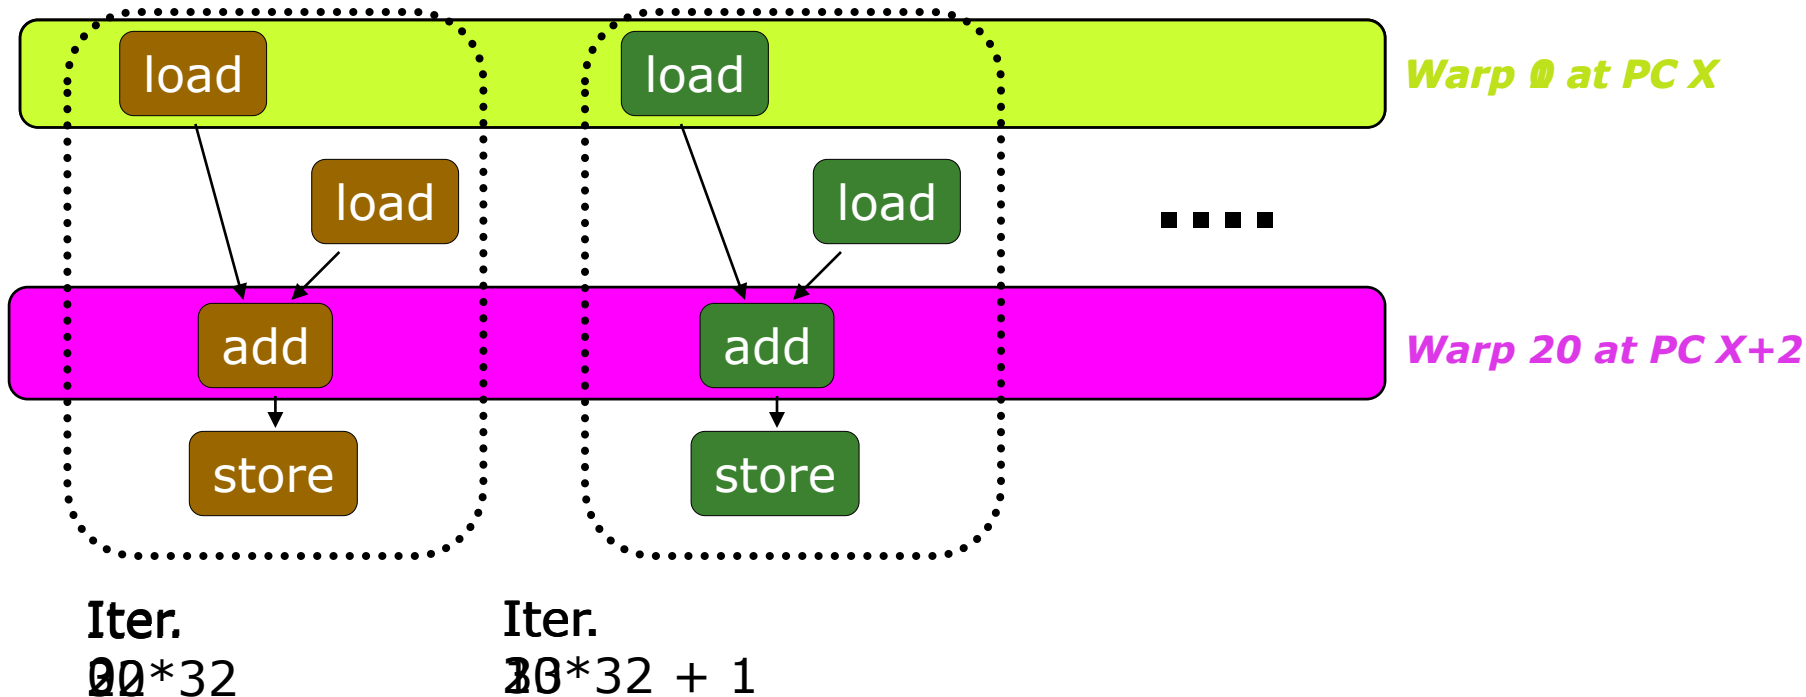 load load Warp at PC X
load load
add add Warp 20 at PC X+2
store store
Iter. Iter.
*32 *32 + 1